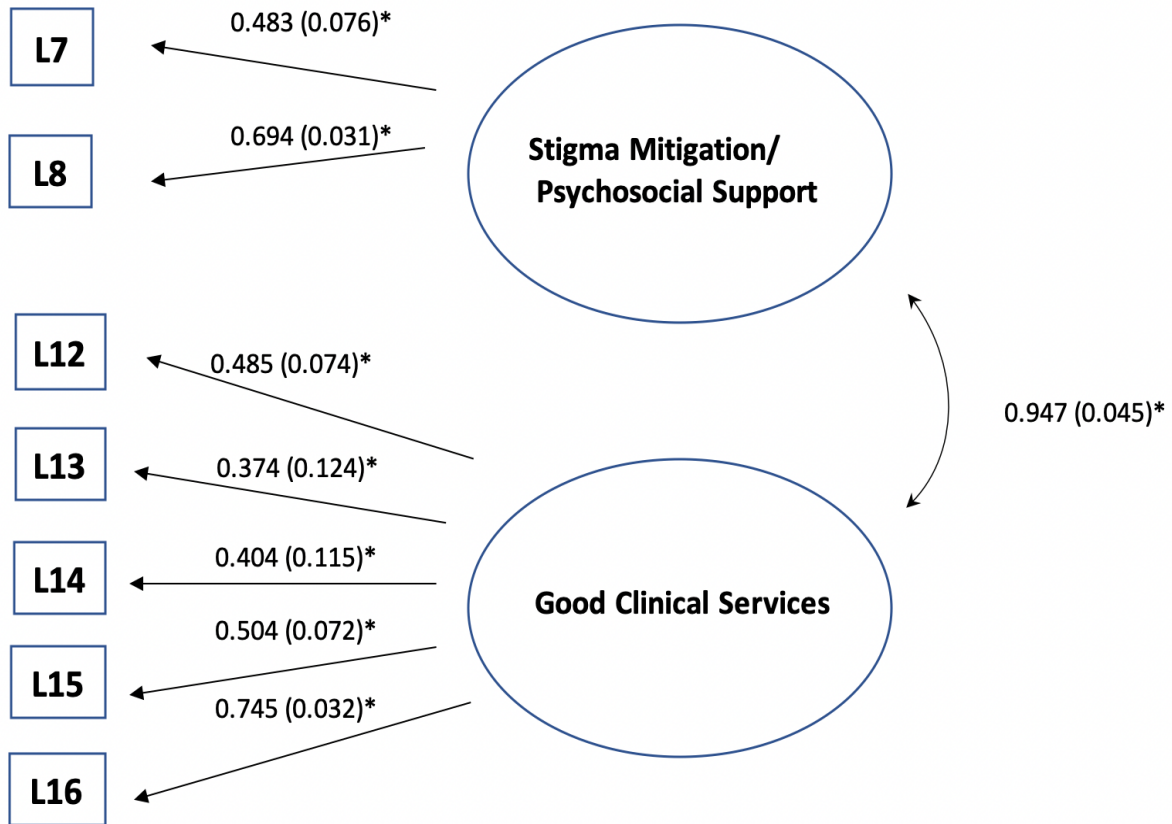 L7
0.483 (0.076)*
L8
0.694 (0.031)*
Stigma Mitigation/
Psychosocial Support
L12
0.485 (0.074)*
0.947 (0.045)*
L13
0.374 (0.124)*
L14
0.404 (0.115)*
Good Clinical Services
0.504 (0.072)*
L15
0.745 (0.032)*
L16